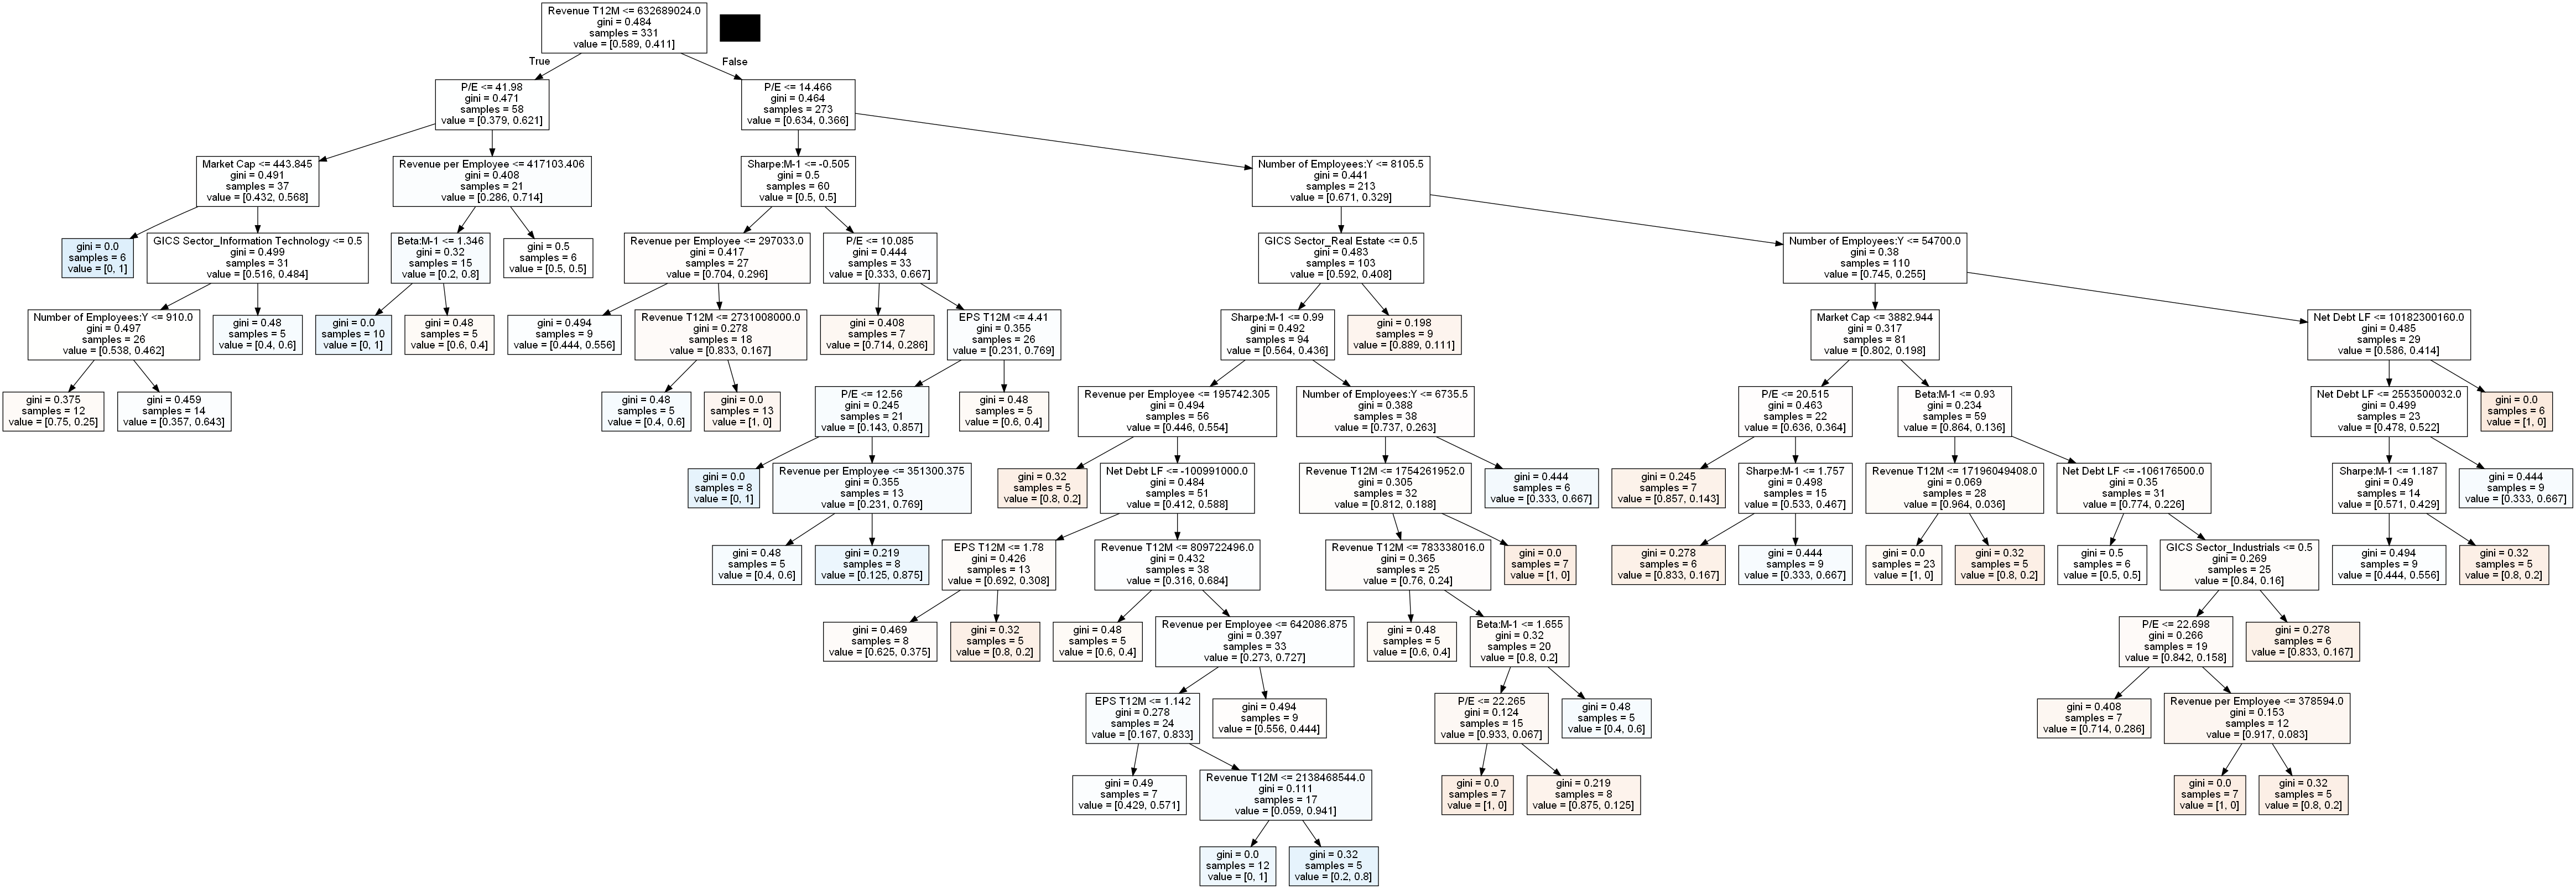 Revenue T12M <= 632689024.0
gini = 0.484
samples = 331
value = [0.589, 0.411]
True
False
P/E <= 41.98
gini = 0.471
samples = 58
value = [0.379, 0.621]
P/E <= 14.466
gini = 0.464
samples = 273
value = [0.634, 0.366]
Market Cap <= 443.845
gini = 0.491
samples = 37
value = [0.432, 0.568]
Revenue per Employee <= 417103.406
gini = 0.408
samples = 21
value = [0.286, 0.714]
Sharpe:M-1 <= -0.505
gini = 0.5
samples = 60
value = [0.5, 0.5]
Number of Employees:Y <= 8105.5
gini = 0.441
samples = 213
value = [0.671, 0.329]
gini = 0.0
samples = 6
value = [0, 1]
GICS Sector_Information Technology <= 0.5
gini = 0.499
samples = 31
value = [0.516, 0.484]
Beta:M-1 <= 1.346
gini = 0.32
samples = 15
value = [0.2, 0.8]
gini = 0.5
samples = 6
value = [0.5, 0.5]
Revenue per Employee <= 297033.0
gini = 0.417
samples = 27
value = [0.704, 0.296]
P/E <= 10.085
gini = 0.444
samples = 33
value = [0.333, 0.667]
GICS Sector_Real Estate <= 0.5
gini = 0.483
samples = 103
value = [0.592, 0.408]
Number of Employees:Y <= 54700.0
gini = 0.38
samples = 110
value = [0.745, 0.255]
Number of Employees:Y <= 910.0
gini = 0.497
samples = 26
value = [0.538, 0.462]
gini = 0.48
samples = 5
value = [0.4, 0.6]
gini = 0.0
samples = 10
value = [0, 1]
gini = 0.48
samples = 5
value = [0.6, 0.4]
gini = 0.494
samples = 9
value = [0.444, 0.556]
Revenue T12M <= 2731008000.0
gini = 0.278
samples = 18
value = [0.833, 0.167]
gini = 0.408
samples = 7
value = [0.714, 0.286]
EPS T12M <= 4.41
gini = 0.355
samples = 26
value = [0.231, 0.769]
Sharpe:M-1 <= 0.99
gini = 0.492
samples = 94
value = [0.564, 0.436]
gini = 0.198
samples = 9
value = [0.889, 0.111]
Market Cap <= 3882.944
gini = 0.317
samples = 81
value = [0.802, 0.198]
Net Debt LF <= 10182300160.0
gini = 0.485
samples = 29
value = [0.586, 0.414]
gini = 0.375
samples = 12
value = [0.75, 0.25]
gini = 0.459
samples = 14
value = [0.357, 0.643]
gini = 0.48
samples = 5
value = [0.4, 0.6]
gini = 0.0
samples = 13
value = [1, 0]
P/E <= 12.56
gini = 0.245
samples = 21
value = [0.143, 0.857]
gini = 0.48
samples = 5
value = [0.6, 0.4]
Revenue per Employee <= 195742.305
gini = 0.494
samples = 56
value = [0.446, 0.554]
Number of Employees:Y <= 6735.5
gini = 0.388
samples = 38
value = [0.737, 0.263]
P/E <= 20.515
gini = 0.463
samples = 22
value = [0.636, 0.364]
Beta:M-1 <= 0.93
gini = 0.234
samples = 59
value = [0.864, 0.136]
Net Debt LF <= 2553500032.0
gini = 0.499
samples = 23
value = [0.478, 0.522]
gini = 0.0
samples = 6
value = [1, 0]
gini = 0.0
samples = 8
value = [0, 1]
Revenue per Employee <= 351300.375
gini = 0.355
samples = 13
value = [0.231, 0.769]
gini = 0.32
samples = 5
value = [0.8, 0.2]
Net Debt LF <= -100991000.0
gini = 0.484
samples = 51
value = [0.412, 0.588]
Revenue T12M <= 1754261952.0
gini = 0.305
samples = 32
value = [0.812, 0.188]
gini = 0.444
samples = 6
value = [0.333, 0.667]
gini = 0.245
samples = 7
value = [0.857, 0.143]
Sharpe:M-1 <= 1.757
gini = 0.498
samples = 15
value = [0.533, 0.467]
Revenue T12M <= 17196049408.0
gini = 0.069
samples = 28
value = [0.964, 0.036]
Net Debt LF <= -106176500.0
gini = 0.35
samples = 31
value = [0.774, 0.226]
Sharpe:M-1 <= 1.187
gini = 0.49
samples = 14
value = [0.571, 0.429]
gini = 0.444
samples = 9
value = [0.333, 0.667]
gini = 0.48
samples = 5
value = [0.4, 0.6]
gini = 0.219
samples = 8
value = [0.125, 0.875]
EPS T12M <= 1.78
gini = 0.426
samples = 13
value = [0.692, 0.308]
Revenue T12M <= 809722496.0
gini = 0.432
samples = 38
value = [0.316, 0.684]
Revenue T12M <= 783338016.0
gini = 0.365
samples = 25
value = [0.76, 0.24]
gini = 0.0
samples = 7
value = [1, 0]
gini = 0.278
samples = 6
value = [0.833, 0.167]
gini = 0.444
samples = 9
value = [0.333, 0.667]
gini = 0.0
samples = 23
value = [1, 0]
gini = 0.32
samples = 5
value = [0.8, 0.2]
gini = 0.5
samples = 6
value = [0.5, 0.5]
GICS Sector_Industrials <= 0.5
gini = 0.269
samples = 25
value = [0.84, 0.16]
gini = 0.494
samples = 9
value = [0.444, 0.556]
gini = 0.32
samples = 5
value = [0.8, 0.2]
gini = 0.469
samples = 8
value = [0.625, 0.375]
gini = 0.32
samples = 5
value = [0.8, 0.2]
gini = 0.48
samples = 5
value = [0.6, 0.4]
Revenue per Employee <= 642086.875
gini = 0.397
samples = 33
value = [0.273, 0.727]
gini = 0.48
samples = 5
value = [0.6, 0.4]
Beta:M-1 <= 1.655
gini = 0.32
samples = 20
value = [0.8, 0.2]
P/E <= 22.698
gini = 0.266
samples = 19
value = [0.842, 0.158]
gini = 0.278
samples = 6
value = [0.833, 0.167]
EPS T12M <= 1.142
gini = 0.278
samples = 24
value = [0.167, 0.833]
gini = 0.494
samples = 9
value = [0.556, 0.444]
P/E <= 22.265
gini = 0.124
samples = 15
value = [0.933, 0.067]
gini = 0.48
samples = 5
value = [0.4, 0.6]
gini = 0.408
samples = 7
value = [0.714, 0.286]
Revenue per Employee <= 378594.0
gini = 0.153
samples = 12
value = [0.917, 0.083]
gini = 0.49
samples = 7
value = [0.429, 0.571]
Revenue T12M <= 2138468544.0
gini = 0.111
samples = 17
value = [0.059, 0.941]
gini = 0.0
samples = 7
value = [1, 0]
gini = 0.219
samples = 8
value = [0.875, 0.125]
gini = 0.0
samples = 7
value = [1, 0]
gini = 0.32
samples = 5
value = [0.8, 0.2]
gini = 0.0
samples = 12
value = [0, 1]
gini = 0.32
samples = 5
value = [0.2, 0.8]